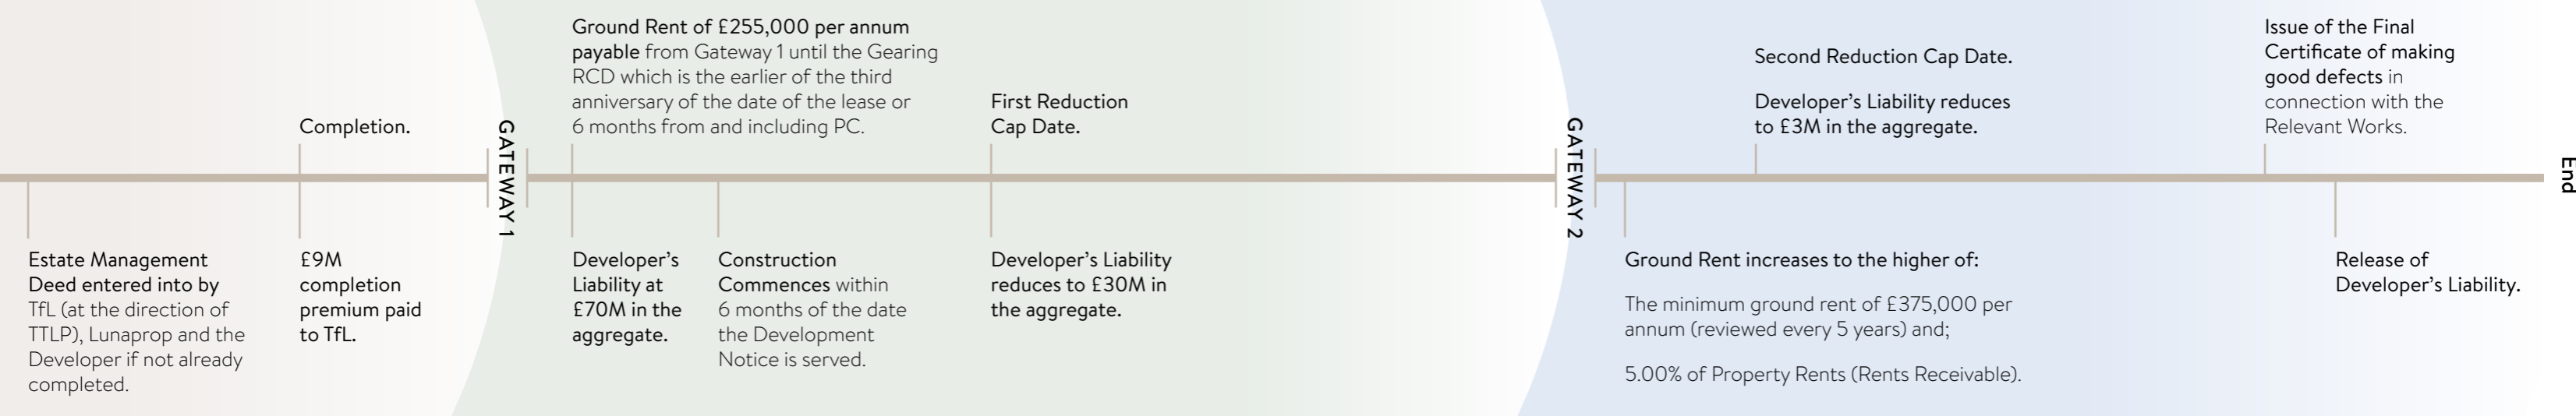 Estate Management
Deed entered into by
TfL (at the direction of
TTLP), Lunaprop and the
Developer if not already
completed.
Completion.
£9M
completion
premium paid
to TfL.
GATEWAY 1
Ground Rent of £255,000 per annum
payable from Gateway 1 until the Gearing
RCD which is the earlier of the third
anniversary of the date of the lease or
6 months from and including PC.
Developer’s
Liability at
£70M in the
aggregate.
Construction
Commences within
6 months of the date
the Development
Notice is served.
First Reduction
Cap Date.
Developer’s Liability
reduces to £30M in
the aggregate.
GATEWAY 2
Ground Rent increases to the higher of:
The minimum ground rent of £375,000 per
annum (reviewed every 5 years) and;
5.00% of Property Rents (Rents Receivable).
Second Reduction Cap Date.
Developer’s Liability reduces
to £3M in the aggregate.
Issue of the Final
Certificate of making
good defects in
connection with the
Relevant Works.
Release of
Developer’s Liability.
End